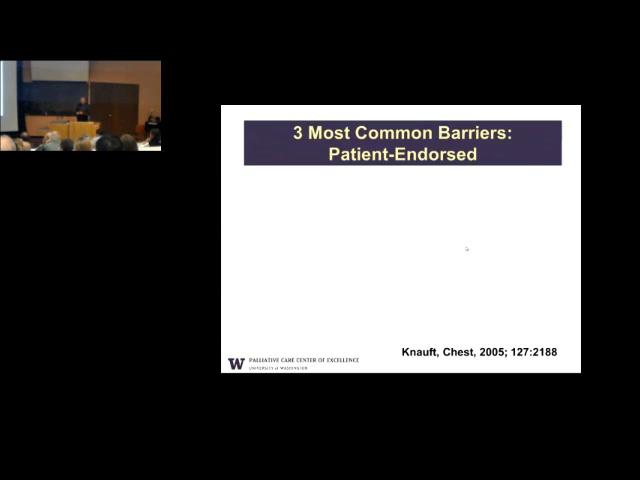 3 Most Common Barriers:
Patient-Endorsed
Knauft, Chest, 2005; 127:2188
W PALLIATIVE CARE CENTER OF EXCELLENCE
UNIVERSITY of WASHINGTON